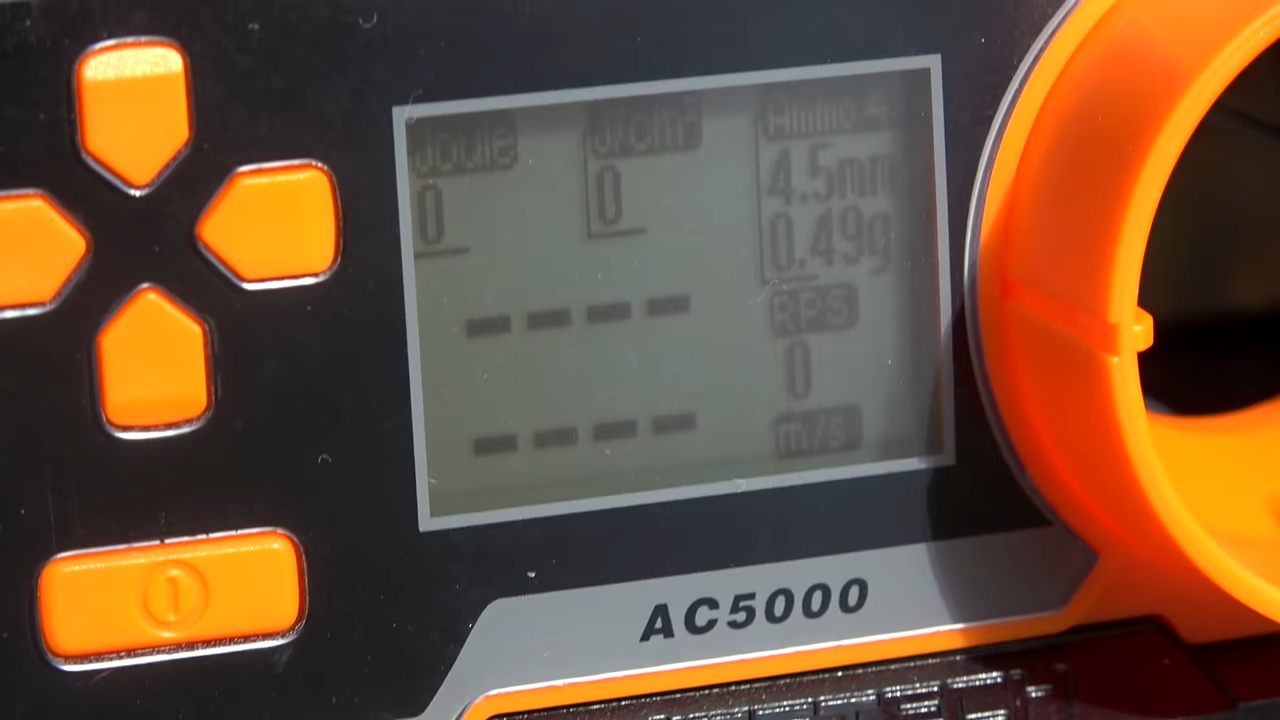 Joule J/cm² Ammo
0 0 4.5mm
0.49g
---- RPS
0
---- m/s
AC5000